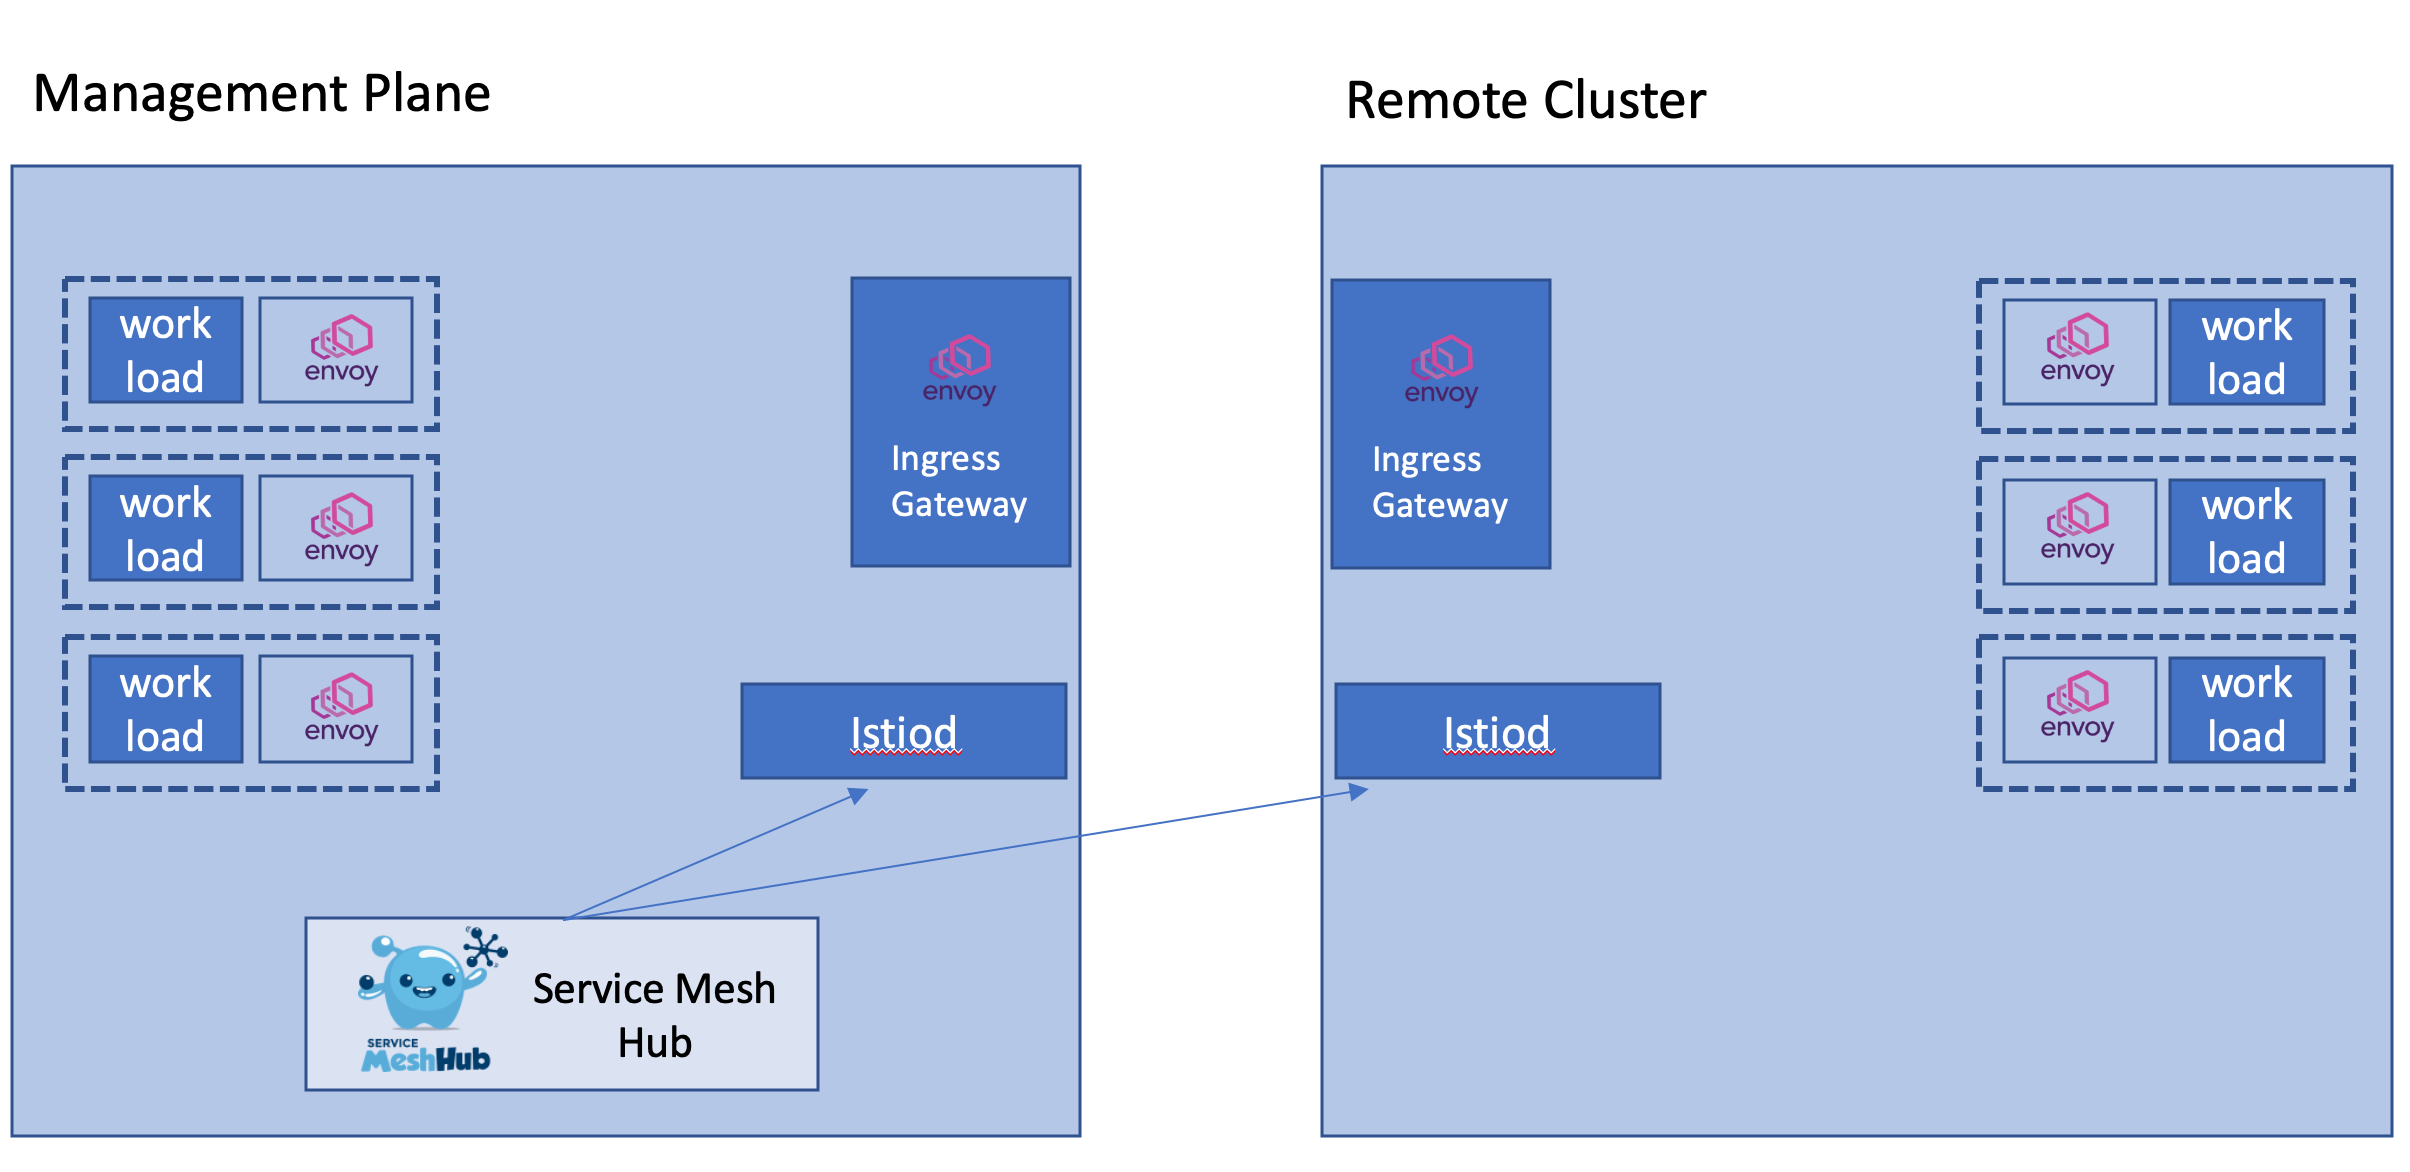 Management Plane
Remote Cluster
work
load
envoy
work
load
envoy
work
load
envoy
envoy
Ingress
Gateway
Istiod
SERVICE
MeshHub
Service Mesh
Hub
envoy
Ingress
Gateway
Istiod
envoy
work
load
envoy
work
load
envoy
work
load